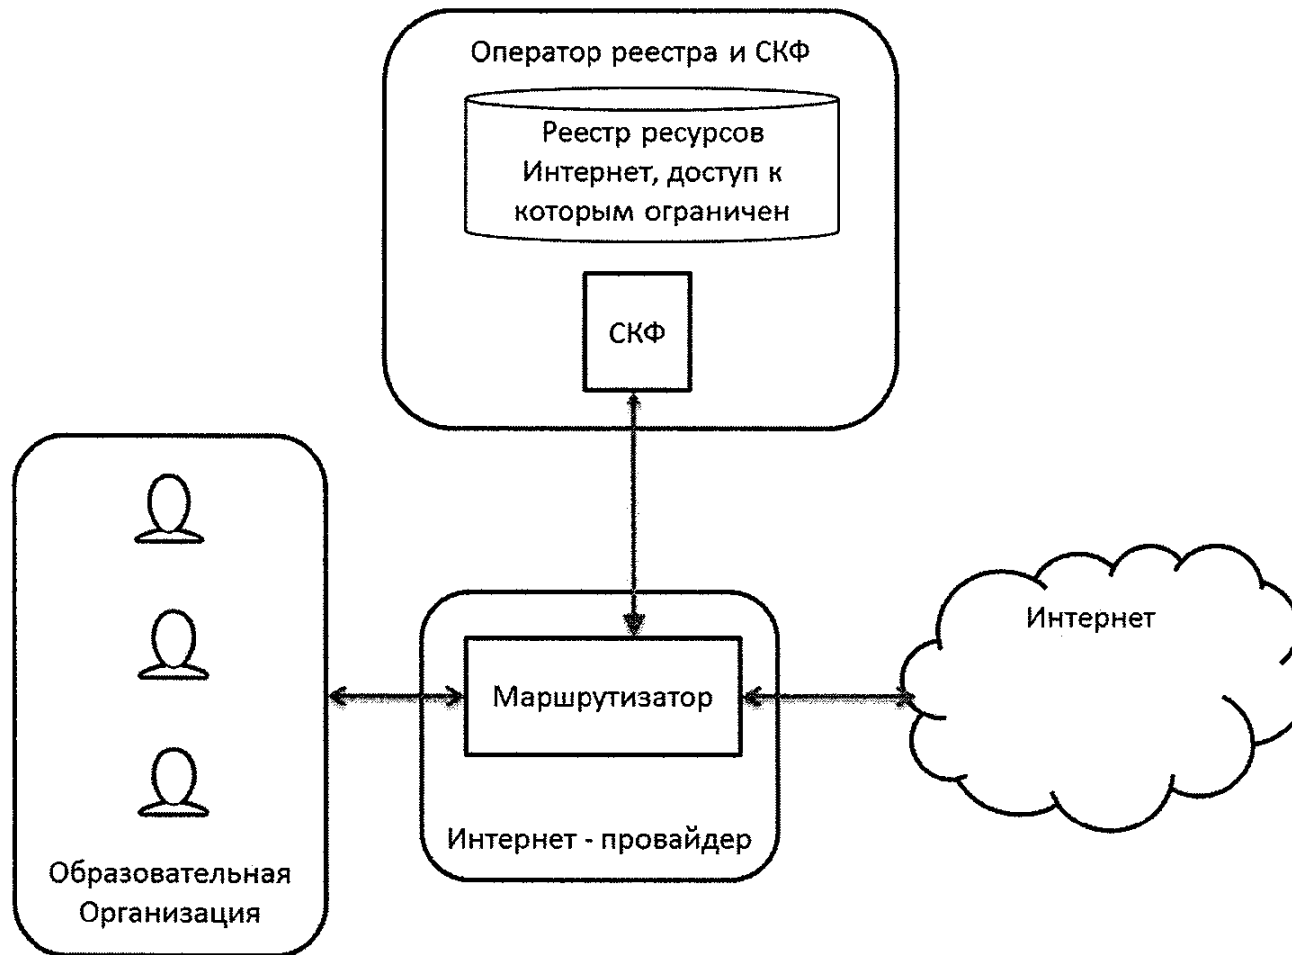 Оператор реестра и СКФ
Реестр ресурсов
Интернет, доступ к
которым ограничен
СКФ
Интернет
Маршрутизатор
Интернет - провайдер
Образовательная
Организация